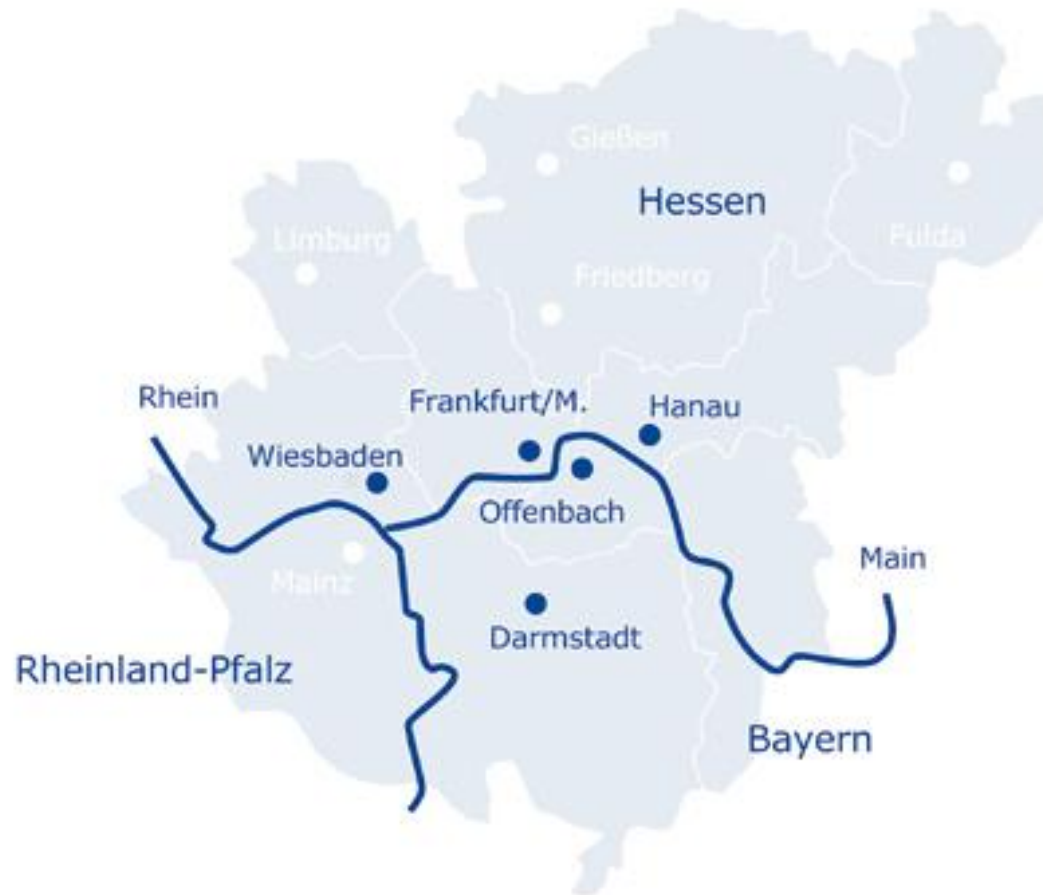 Gießen
Hessen
Limburg
Fulda
Friedberg
Rhein
Frankfurt/M.
Hanau
Wiesbaden
Offenbach
Main
Mainz
Darmstadt
Rheinland-Pfalz
Bayern